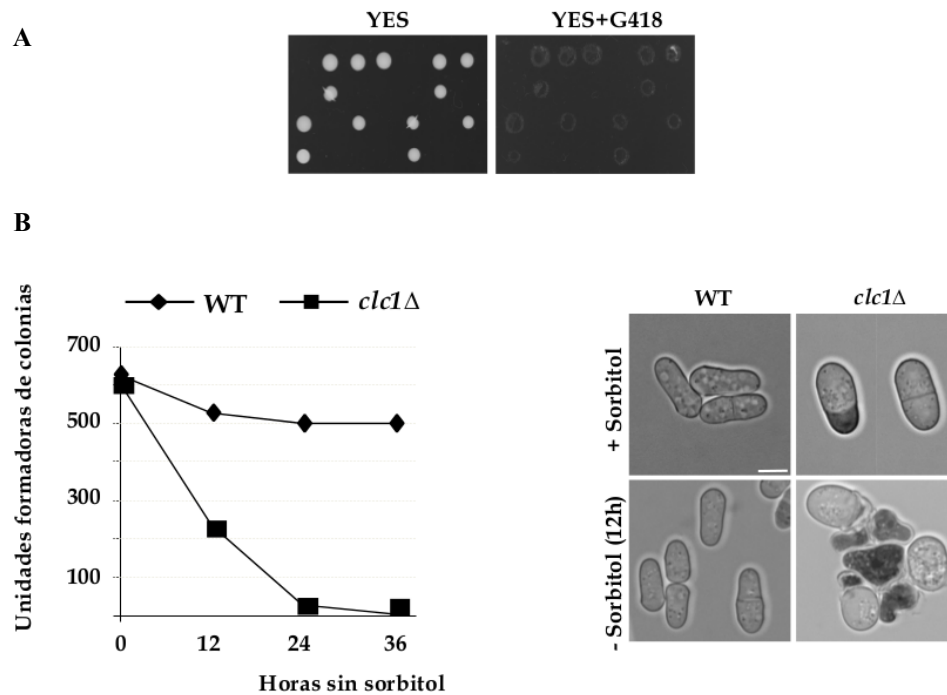 A
YES
YES+G418
B
WT
clc1Δ
Unidades formadoras de colonias
700
500
300
100
0
12
24
36
Horas sin sorbitol
WT
clc1Δ
+ Sorbitol
- Sorbitol (12h)